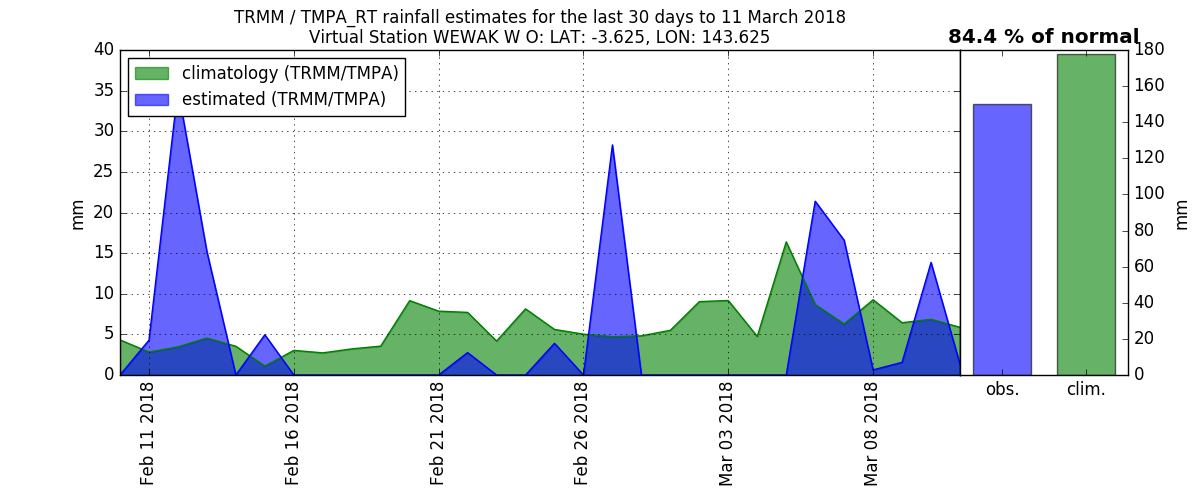 TRMM / TMPA_RT rainfall estimates for the last 30 days to 11 March 2018
Virtual Station WEWAK W O: LAT: -3.625, LON: 143.625
84.4 % of normal
climatology (TRMM/TMPA)
estimated (TRMM/TMPA)
40
35
30
25
20
15
10
5
0
mm
Feb 11 2018
Feb 16 2018
Feb 21 2018
Feb 26 2018
Mar 03 2018
Mar 08 2018
180
160
140
120
100
80
60
40
20
0
mm
obs.
clim.